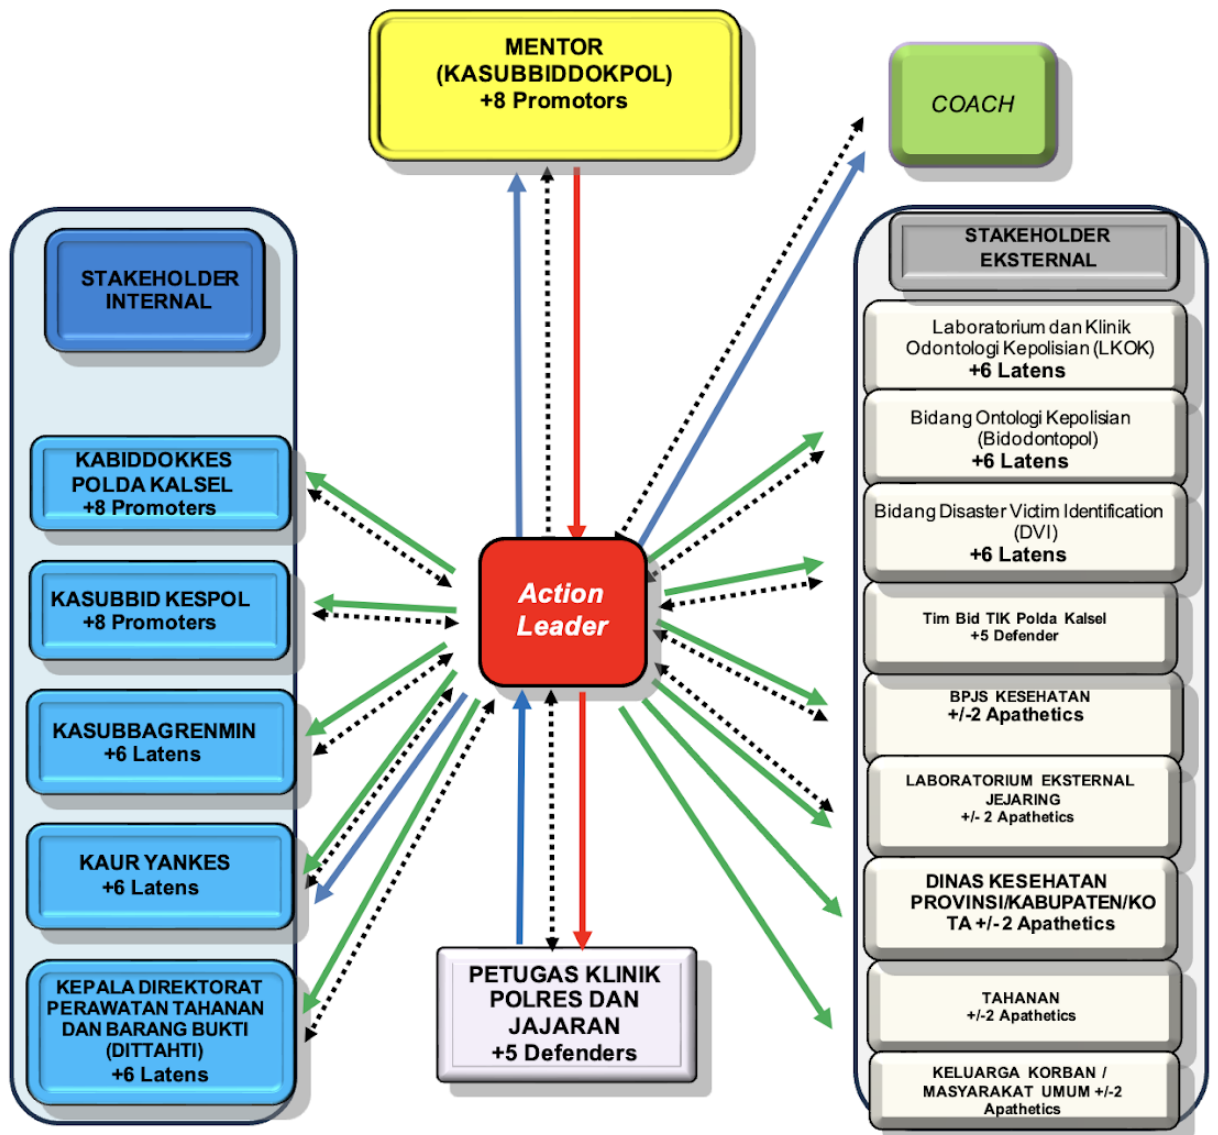 MENTOR
(KASUBBIDDOKPOL)
+8 Promotors
COACH
STAKEHOLDER
INTERNAL
KABIDDOKKES
POLDA KALSEL
+8 Promoters
KASUBBID KESPOL
+8 Promoters
KASUBBAGRENMIN
+6 Latens
KAUR YANKES
+6 Latens
KEPALA DIREKTORAT
PERAWATAN TAHANAN
DAN BARANG BUKTI
(DITTAHTI)
+6 Latens
Action
Leader
PETUGAS KLINIK
POLRES DAN
JAJARAN
+5 Defenders
STAKEHOLDER
EKSTERNAL
Laboratorium dan Klinik
Odontologi Kepolisian (LKOK)
+6 Latens
Bidang Ontologi Kepolisian
(Bidodontopol)
+6 Latens
Bidang Disaster Victim Identification
(DVI)
+6 Latens
Tim Bid TIK Polda Kalsel
+5 Defender
BPJS KESEHATAN
+/-2 Apathetics
LABORATORIUM EKSTERNAL
JEJARING
+/- 2 Apathetics
DINAS KESEHATAN
PROVINSI/KABUPATEN/KO
TA +/- 2 Apathetics
TAHANAN
+/-2 Apathetics
KELUARGA KORBAN /
MASYARAKAT UMUM +/-2
Apathetics